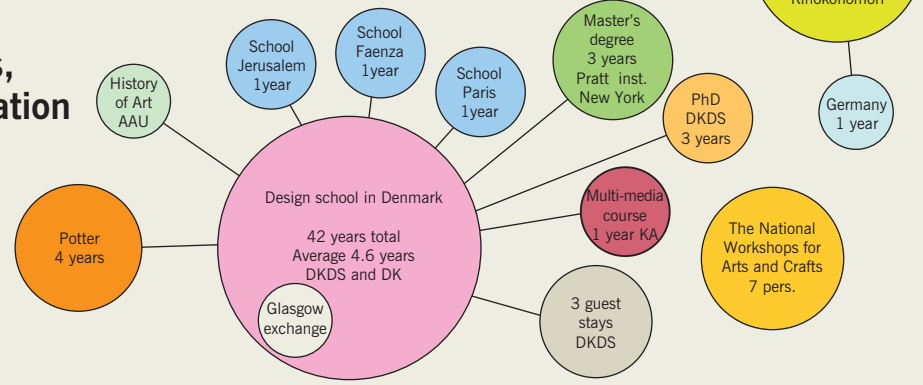 s,
ation
Rinokonomon
History
of Art
AAU
School
Jerusalem
1year
School
Faenza
1year
School
Paris
1year
Master's
degree
3 years
Pratt inst.
New York
PhD
DKDS
3 years
Germany
1 year
Potter
4 years
Design school in Denmark
42 years total
Average 4.6 years
DKDS and DK
Glasgow
exchange
Multi-media
course
1 year KA
3 guest
stays
DKDS
The National
Workshops for
Arts and Crafts
7 pers.